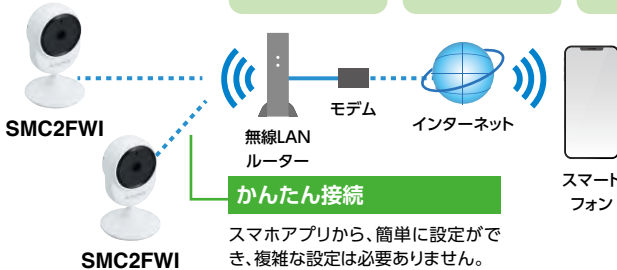 SMC2FWI
無線LAN
ルーター
モデム
インターネット
スマート
フォン
SMC2FWI
かんたん接続
スマホアプリから、簡単に設定がで
き、複雑な設定は必要ありません。